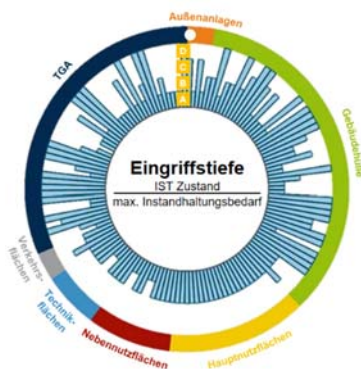 Außenanlagen
TGA
D
C
B
A
Gebäudehülle
Eingriffstiefe
IST Zustand
max. Instandhaltungsbedarf
Verkehrs-
flächen
Technik-
flächen
Nebennutzflächen
Hauptnutzflächen